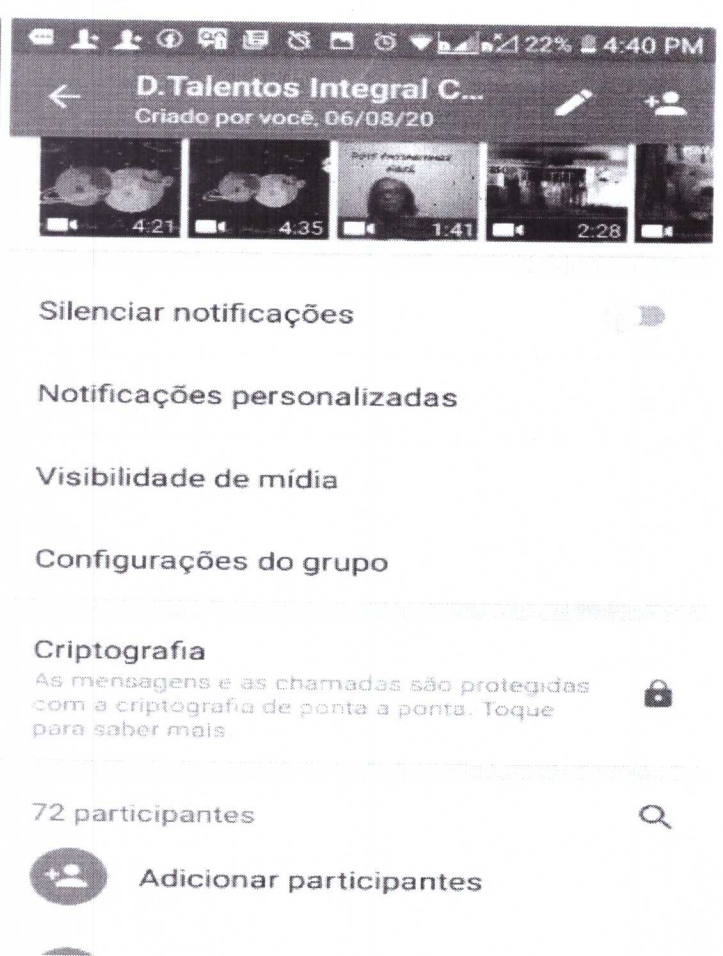 22% 4:40 PM
D.Talentos Integral C...
Criado por você, 06/08/20
4:21
4:35
1:41
2:28
Silenciar notificações
Notificações personalizadas
Visibilidade de mídia
Configurações do grupo
Criptografia
As mensagens e as chamadas são protegidas
com a criptografia de ponta a ponta. Toque
para saber mais.
72 participantes
Adicionar participantes